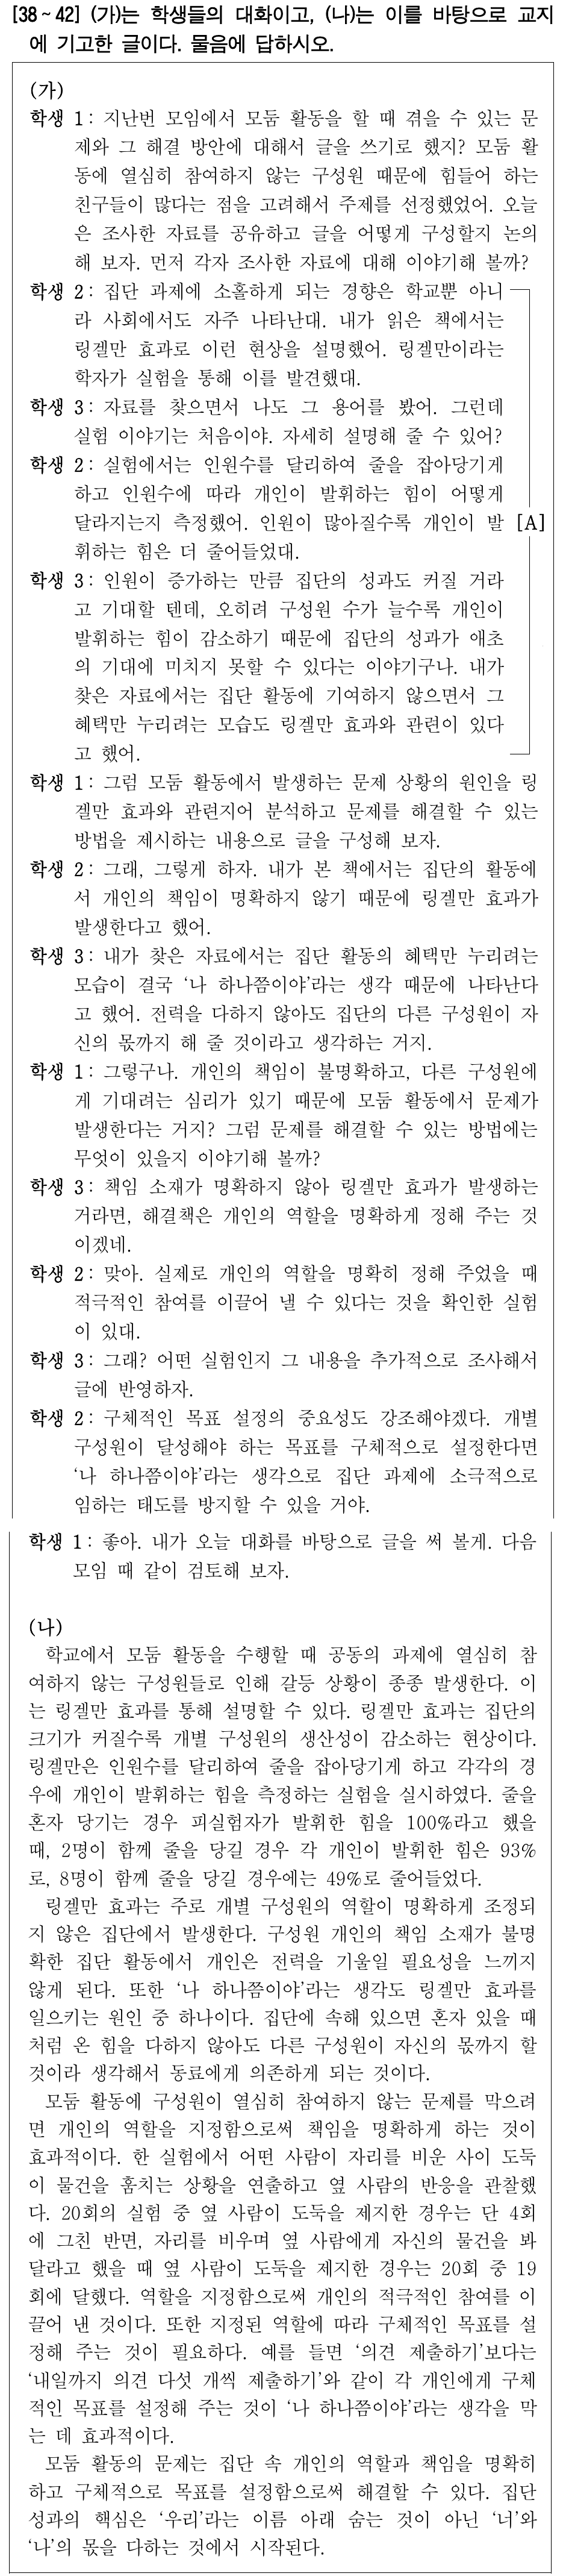 [38~42] (가)는 학생들의 대화이고, (나)는 이를 바탕으로 교지
에 기고한 글이다. 물음에 답하시오.
(가)
학생 1: 지난번 모임에서 모둠 활동을 할 때 겪을 수 있는 문
제와 그 해결 방안에 대해서 글을 쓰기로 했지? 모둠 활
동에 열심히 참여하지 않는 구성원 때문에 힘들어 하는
친구들이 많다는 점을 고려해서 주제를 선정했었어. 오늘
은 조사한 자료를 공유하고 글을 어떻게 구성할지 논의
해 보자. 먼저 각자 조사한 자료에 대해 이야기해 볼까?
학생 2: 집단 과제에 소홀하게 되는 경향은 학교뿐 아니
라 사회에서도 자주 나타난대. 내가 읽은 책에서는
링겔만 효과로 이런 현상을 설명했어. 링겔만이라는
학자가 실험을 통해 이를 발견했대.
학생 3: 자료를 찾으면서 나도 그 용어를 봤어. 그런데
실험 이야기는 처음이야. 자세히 설명해 줄 수 있어?
학생 2: 실험에서는 인원수를 달리하여 줄을 잡아당기게
하고 인원수에 따라 개인이 발휘하는 힘이 어떻게
달라지는지 측정했어. 인원이 많아질수록 개인이 발 [A]
휘하는 힘은 더 줄어들었대.
학생 3: 인원이 증가하는 만큼 집단의 성과도 커질 거라
고 기대할 텐데, 오히려 구성원 수가 늘수록 개인이
발휘하는 힘이 감소하기 때문에 집단의 성과가 애초
의 기대에 미치지 못할 수 있다는 이야기구나. 내가
찾은 자료에서는 집단 활동에 기여하지 않으면서 그
혜택만 누리려는 모습도 링겔만 효과와 관련이 있다
고 했어.
학생 1: 그럼 모둠 활동에서 발생하는 문제 상황의 원인을 링
겔만 효과와 관련지어 분석하고 문제를 해결할 수 있는
방법을 제시하는 내용으로 글을 구성해 보자.
학생 2: 그래, 그렇게 하자. 내가 본 책에서는 집단의 활동에
서 개인의 책임이 명확하지 않기 때문에 링겔만 효과가
발생한다고 했어.
학생 3: 내가 찾은 자료에서는 집단 활동의 혜택만 누리려는
모습이 결국 ‘나 하나쯤이야’라는 생각 때문에 나타난다
고 했어. 전력을 다하지 않아도 집단의 다른 구성원이 자
신의 몫까지 해 줄 것이라고 생각하는 거지.
학생 1: 그렇구나. 개인의 책임이 불명확하고, 다른 구성원에
게 기대려는 심리가 있기 때문에 모둠 활동에서 문제가
발생한다는 거지? 그럼 문제를 해결할 수 있는 방법에는
무엇이 있을지 이야기해 볼까?
학생 3: 책임 소재가 명확하지 않아 링겔만 효과가 발생하는
거라면, 해결책은 개인의 역할을 명확하게 정해 주는 것
이겠네.
학생 2: 맞아. 실제로 개인의 역할을 명확히 정해 주었을 때
적극적인 참여를 이끌어 낼 수 있다는 것을 확인한 실험
이 있대.
학생 3: 그래? 어떤 실험인지 그 내용을 추가적으로 조사해서
글에 반영하자.
학생 2: 구체적인 목표 설정의 중요성도 강조해야겠다. 개별
구성원이 달성해야 하는 목표를 구체적으로 설정한다면
‘나 하나쯤이야’라는 생각으로 집단 과제에 소극적으로
임하는 태도를 방지할 수 있을 거야.
학생 1: 좋아. 내가 오늘 대화를 바탕으로 글을 써 볼게. 다음
모임 때 같이 검토해 보자.
(나)
학교에서 모둠 활동을 수행할 때 공동의 과제에 열심히 참
여하지 않는 구성원들로 인해 갈등 상황이 종종 발생한다. 이
는 링겔만 효과를 통해 설명할 수 있다. 링겔만 효과는 집단의
크기가 커질수록 개별 구성원의 생산성이 감소하는 현상이다.
링겔만은 인원수를 달리하여 줄을 잡아당기게 하고 각각의 경
우에 개인이 발휘하는 힘을 측정하는 실험을 실시하였다. 줄을
혼자 당기는 경우 피실험자가 발휘한 힘을 100%라고 했을
때, 2명이 함께 줄을 당길 경우 각 개인이 발휘한 힘은 93%
로, 8명이 함께 줄을 당길 경우에는 49%로 줄어들었다.
링겔만 효과는 주로 개별 구성원의 역할이 명확하게 조정되
지 않은 집단에서 발생한다. 구성원 개인의 책임 소재가 불명
확한 집단 활동에서 개인은 전력을 기울일 필요성을 느끼지
않게 된다. 또한 ‘나 하나쯤이야’라는 생각도 링겔만 효과를
일으키는 원인 중 하나이다. 집단에 속해 있으면 혼자 있을 때
처럼 온 힘을 다하지 않아도 다른 구성원이 자신의 몫까지 할
것이라 생각해서 동료에게 의존하게 되는 것이다.
모둠 활동에 구성원이 열심히 참여하지 않는 문제를 막으려
면 개인의 역할을 지정함으로써 책임을 명확하게 하는 것이
효과적이다. 한 실험에서 어떤 사람이 자리를 비운 사이 도둑
이 물건을 훔치는 상황을 연출하고 옆 사람의 반응을 관찰했
다. 20회의 실험 중 옆 사람이 도둑을 제지한 경우는 단 4회
에 그친 반면, 자리를 비우며 옆 사람에게 자신의 물건을 봐
달라고 했을 때 옆 사람이 도둑을 제지한 경우는 20회 중 19
회에 달했다. 역할을 지정함으로써 개인의 적극적인 참여를 이
끌어 낸 것이다. 또한 지정된 역할에 따라 구체적인 목표를 설
정해 주는 것이 필요하다. 예를 들면 ‘의견 제출하기’보다는
‘내일까지 의견 다섯 개씩 제출하기’와 같이 각 개인에게 구체
적인 목표를 설정해 주는 것이 ‘나 하나쯤이야’라는 생각을 막
는 데 효과적이다.
모둠 활동의 문제는 집단 속 개인의 역할과 책임을 명확히
하고 구체적으로 목표를 설정함으로써 해결할 수 있다. 집단
성과의 핵심은 ‘우리’라는 이름 아래 숨는 것이 아닌 ‘너’와
‘나’의 몫을 다하는 것에서 시작된다.